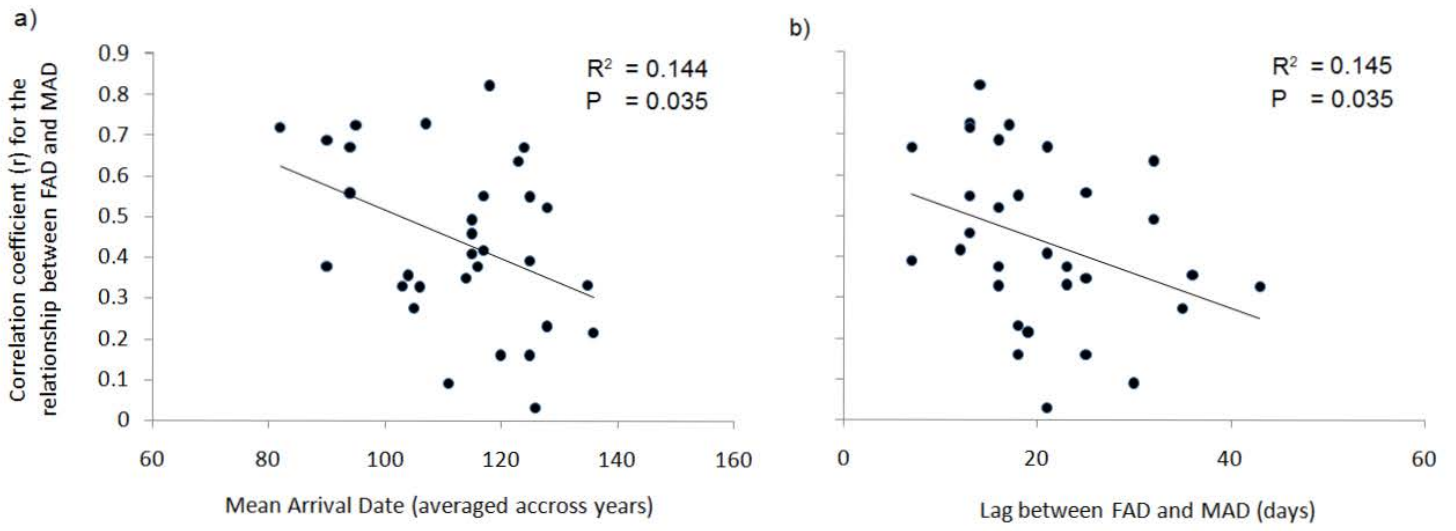 a)
Correlation coefficient (r) for the
relationship between FAD and MAD
0.9
0.8
0.7
0.6
0.5
0.4
0.3
0.2
0.1
0
R² = 0.144
P = 0.035
60 80 100 120 140 160
Mean Arrival Date (averaged accross years)
b)
R² = 0.145
P = 0.035
0 20 40 60
Lag between FAD and MAD (days)